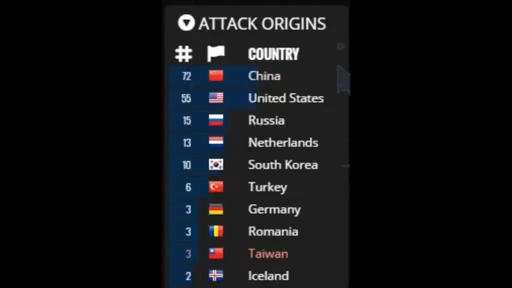 ATTACK ORIGINS
# COUNTRY
72 China
55 United States
15 Russia
13 Netherlands
10 South Korea
6 Turkey
3 Germany
3 Romania
3 Taiwan
2 Iceland